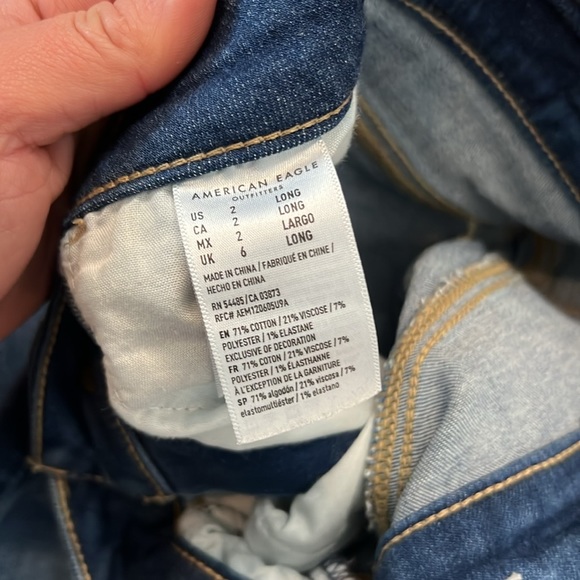 AMERICAN EAGLE
OUTFITTERS
US 2 LONG
CA 2 LONG
MX 2 LARGO
UK 6 LONG
MADE IN CHINA / FABRIQUÉ EN CHINE /
HECHO EN CHINA
RN 54485 / CA 03873
RFC# AEM120605U9A
EN 71% COTTON / 21% VISCOSE / 7%
POLYESTER / 1% ELASTANE
EXCLUSIVE OF DECORATION
FR 71% COTON / 21% VISCOSE / 7%
POLYESTER / 1% ÉLASTHANNE
À L'EXCEPTION DE LA GARNITURE
SP 71% algodón / 21% viscosa / 7%
elastomultiéster / 1% elastano